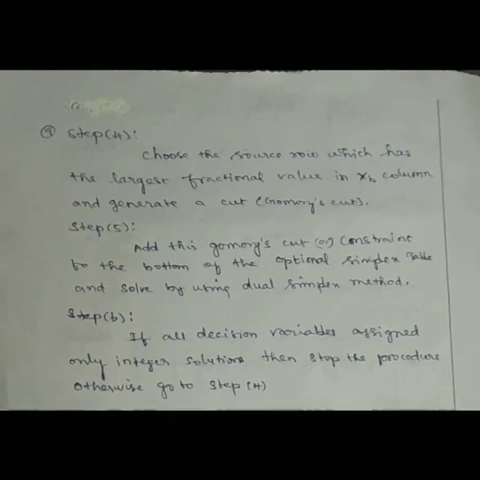 ④ Step(4):
Choose the source row which has
the largest fractional value in Xb column
and generate a cut (Gomory's cut).
Step(5):
Add this gomory's cut (or) constraint
to the bottom of the optimal simplex table
and solve by using dual simplex method.
Step(6):
If all decision variables assigned
only integer solutions then stop the procedure
otherwise go to step (4)